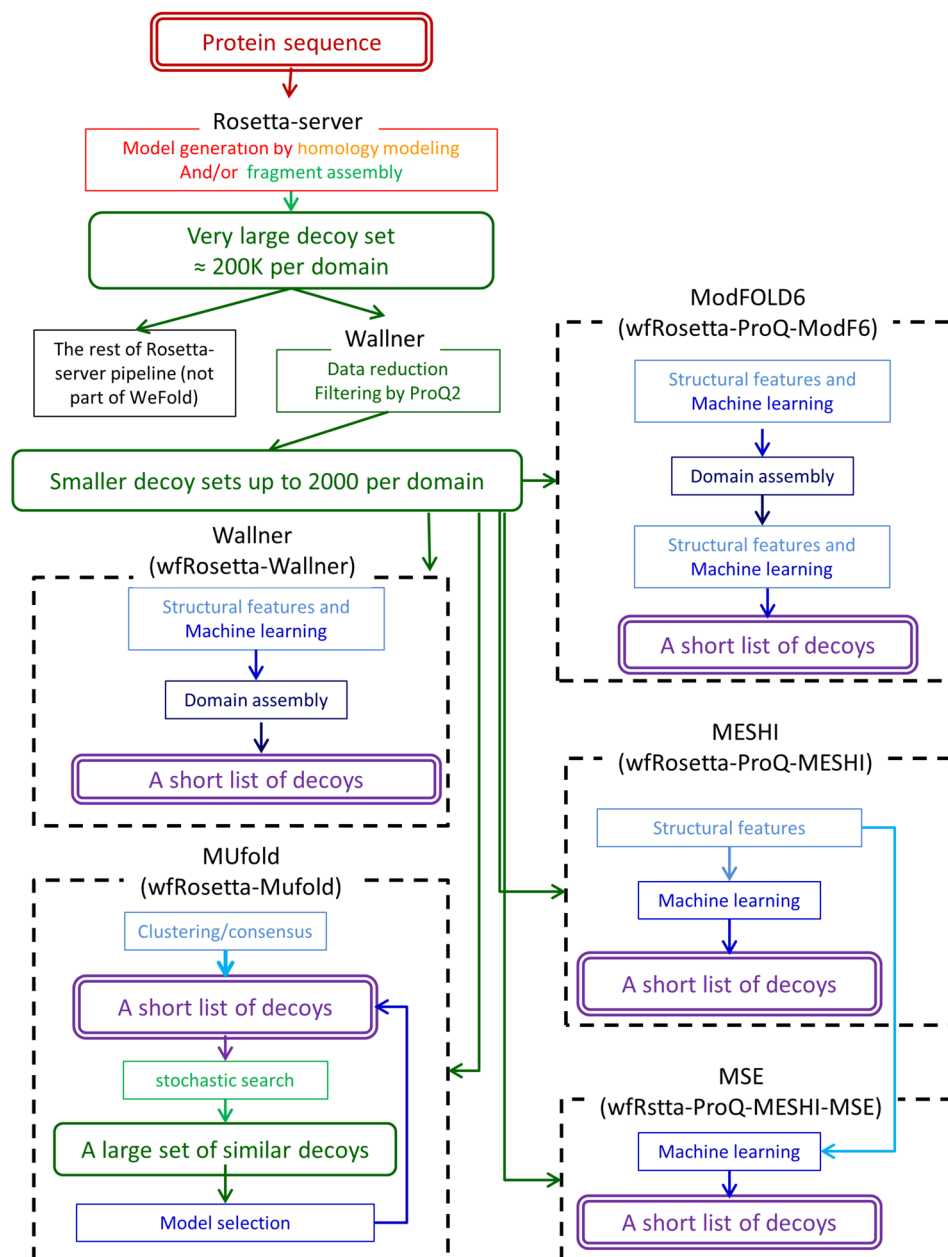 Protein sequence
Rosetta-server
Model generation by homology modeling
And/or fragment assembly
Very large decoy set
≈ 200K per domain
The rest of Rosetta-
server pipeline (not
part of WeFold)
Wallner
Data reduction
Filtering by ProQ2
Smaller decoy sets up to 2000 per domain
Wallner
(wfRosetta-Wallner)
Structural features and
Machine learning
Domain assembly
A short list of decoys
MUfold
(wfRosetta-Mufold)
Clustering/consensus
A short list of decoys
stochastic search
A large set of similar decoys
Model selection
ModFOLD6
(wfRosetta-ProQ-ModF6)
Structural features and
Machine learning
Domain assembly
Structural features and
Machine learning
A short list of decoys
MESHI
(wfRosetta-ProQ-MESHI)
Structural features
Machine learning
A short list of decoys
MSE
(wfRstta-ProQ-MESHI-MSE)
Machine learning
A short list of decoys